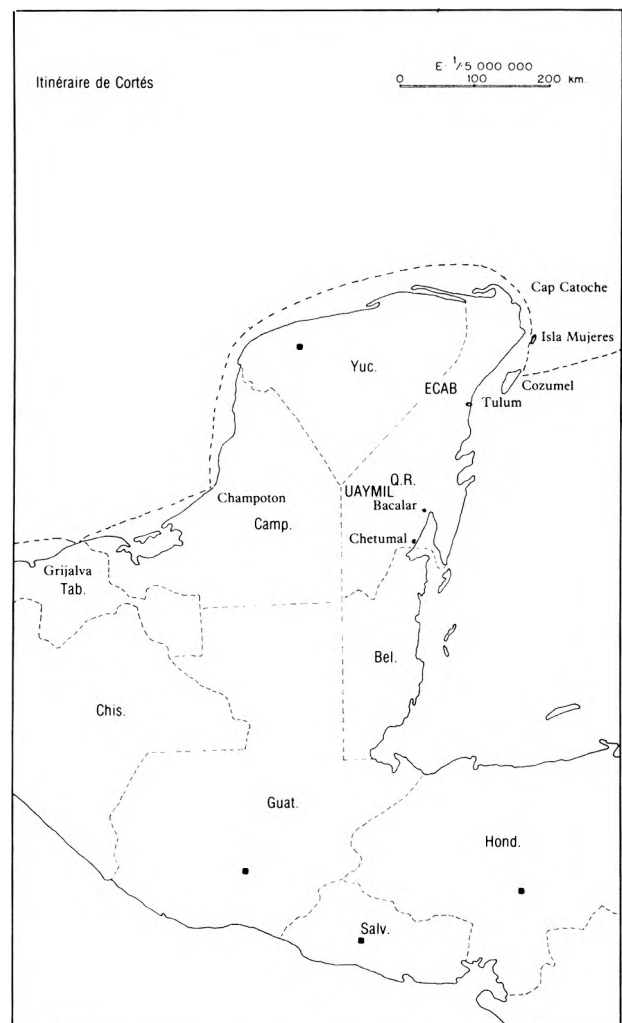 Itinéraire de Cortés
E- 1/5 000 000
0 100 200 km.
Cap Catoche
Isla Mujeres
Yuc.
Cozumel
ECAB
Tulum
Q.R.
UAYMIL
Champoton
Bacalar
Camp.
Chetumal
Grijalva
Tab.
Bel.
Chis.
Guat.
Hond.
Salv.